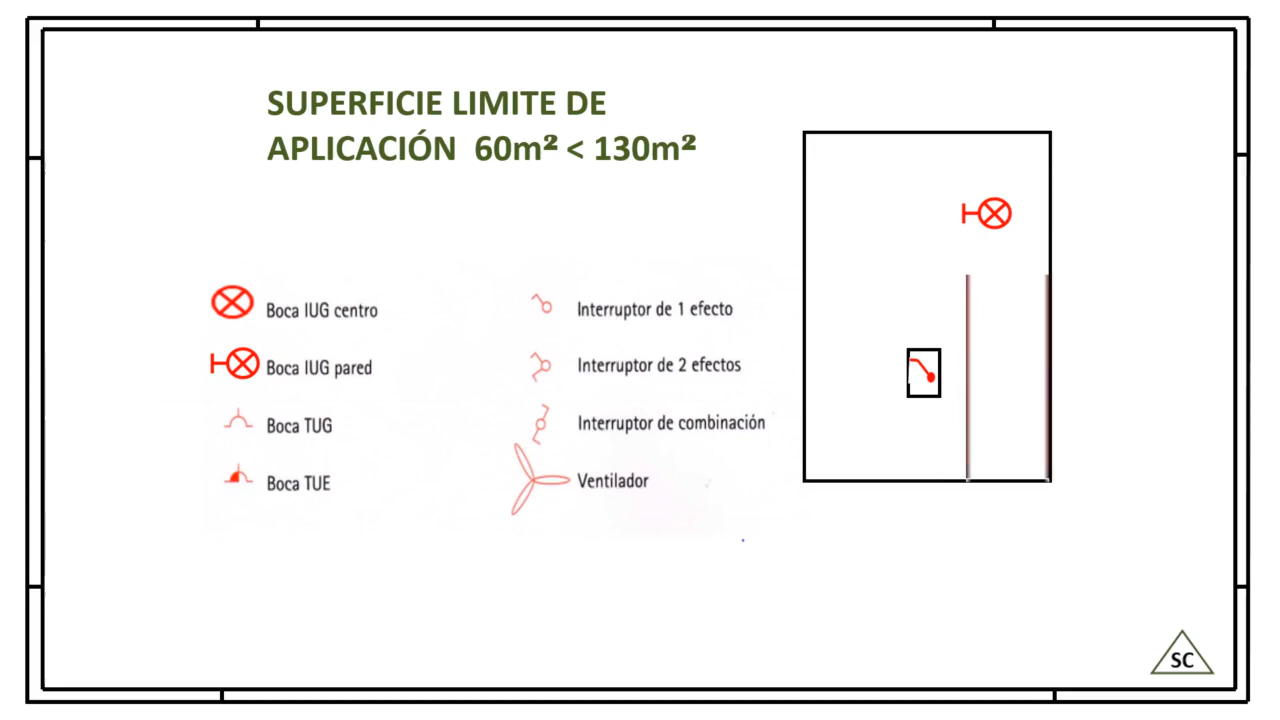 SUPERFICIE LIMITE DE
APLICACIÓN 60m² < 130m²
Boca IUG centro
Boca IUG pared
Boca TUG
Boca TUE
Interruptor de 1 efecto
Interruptor de 2 efectos
Interruptor de combinación
Ventilador
SC